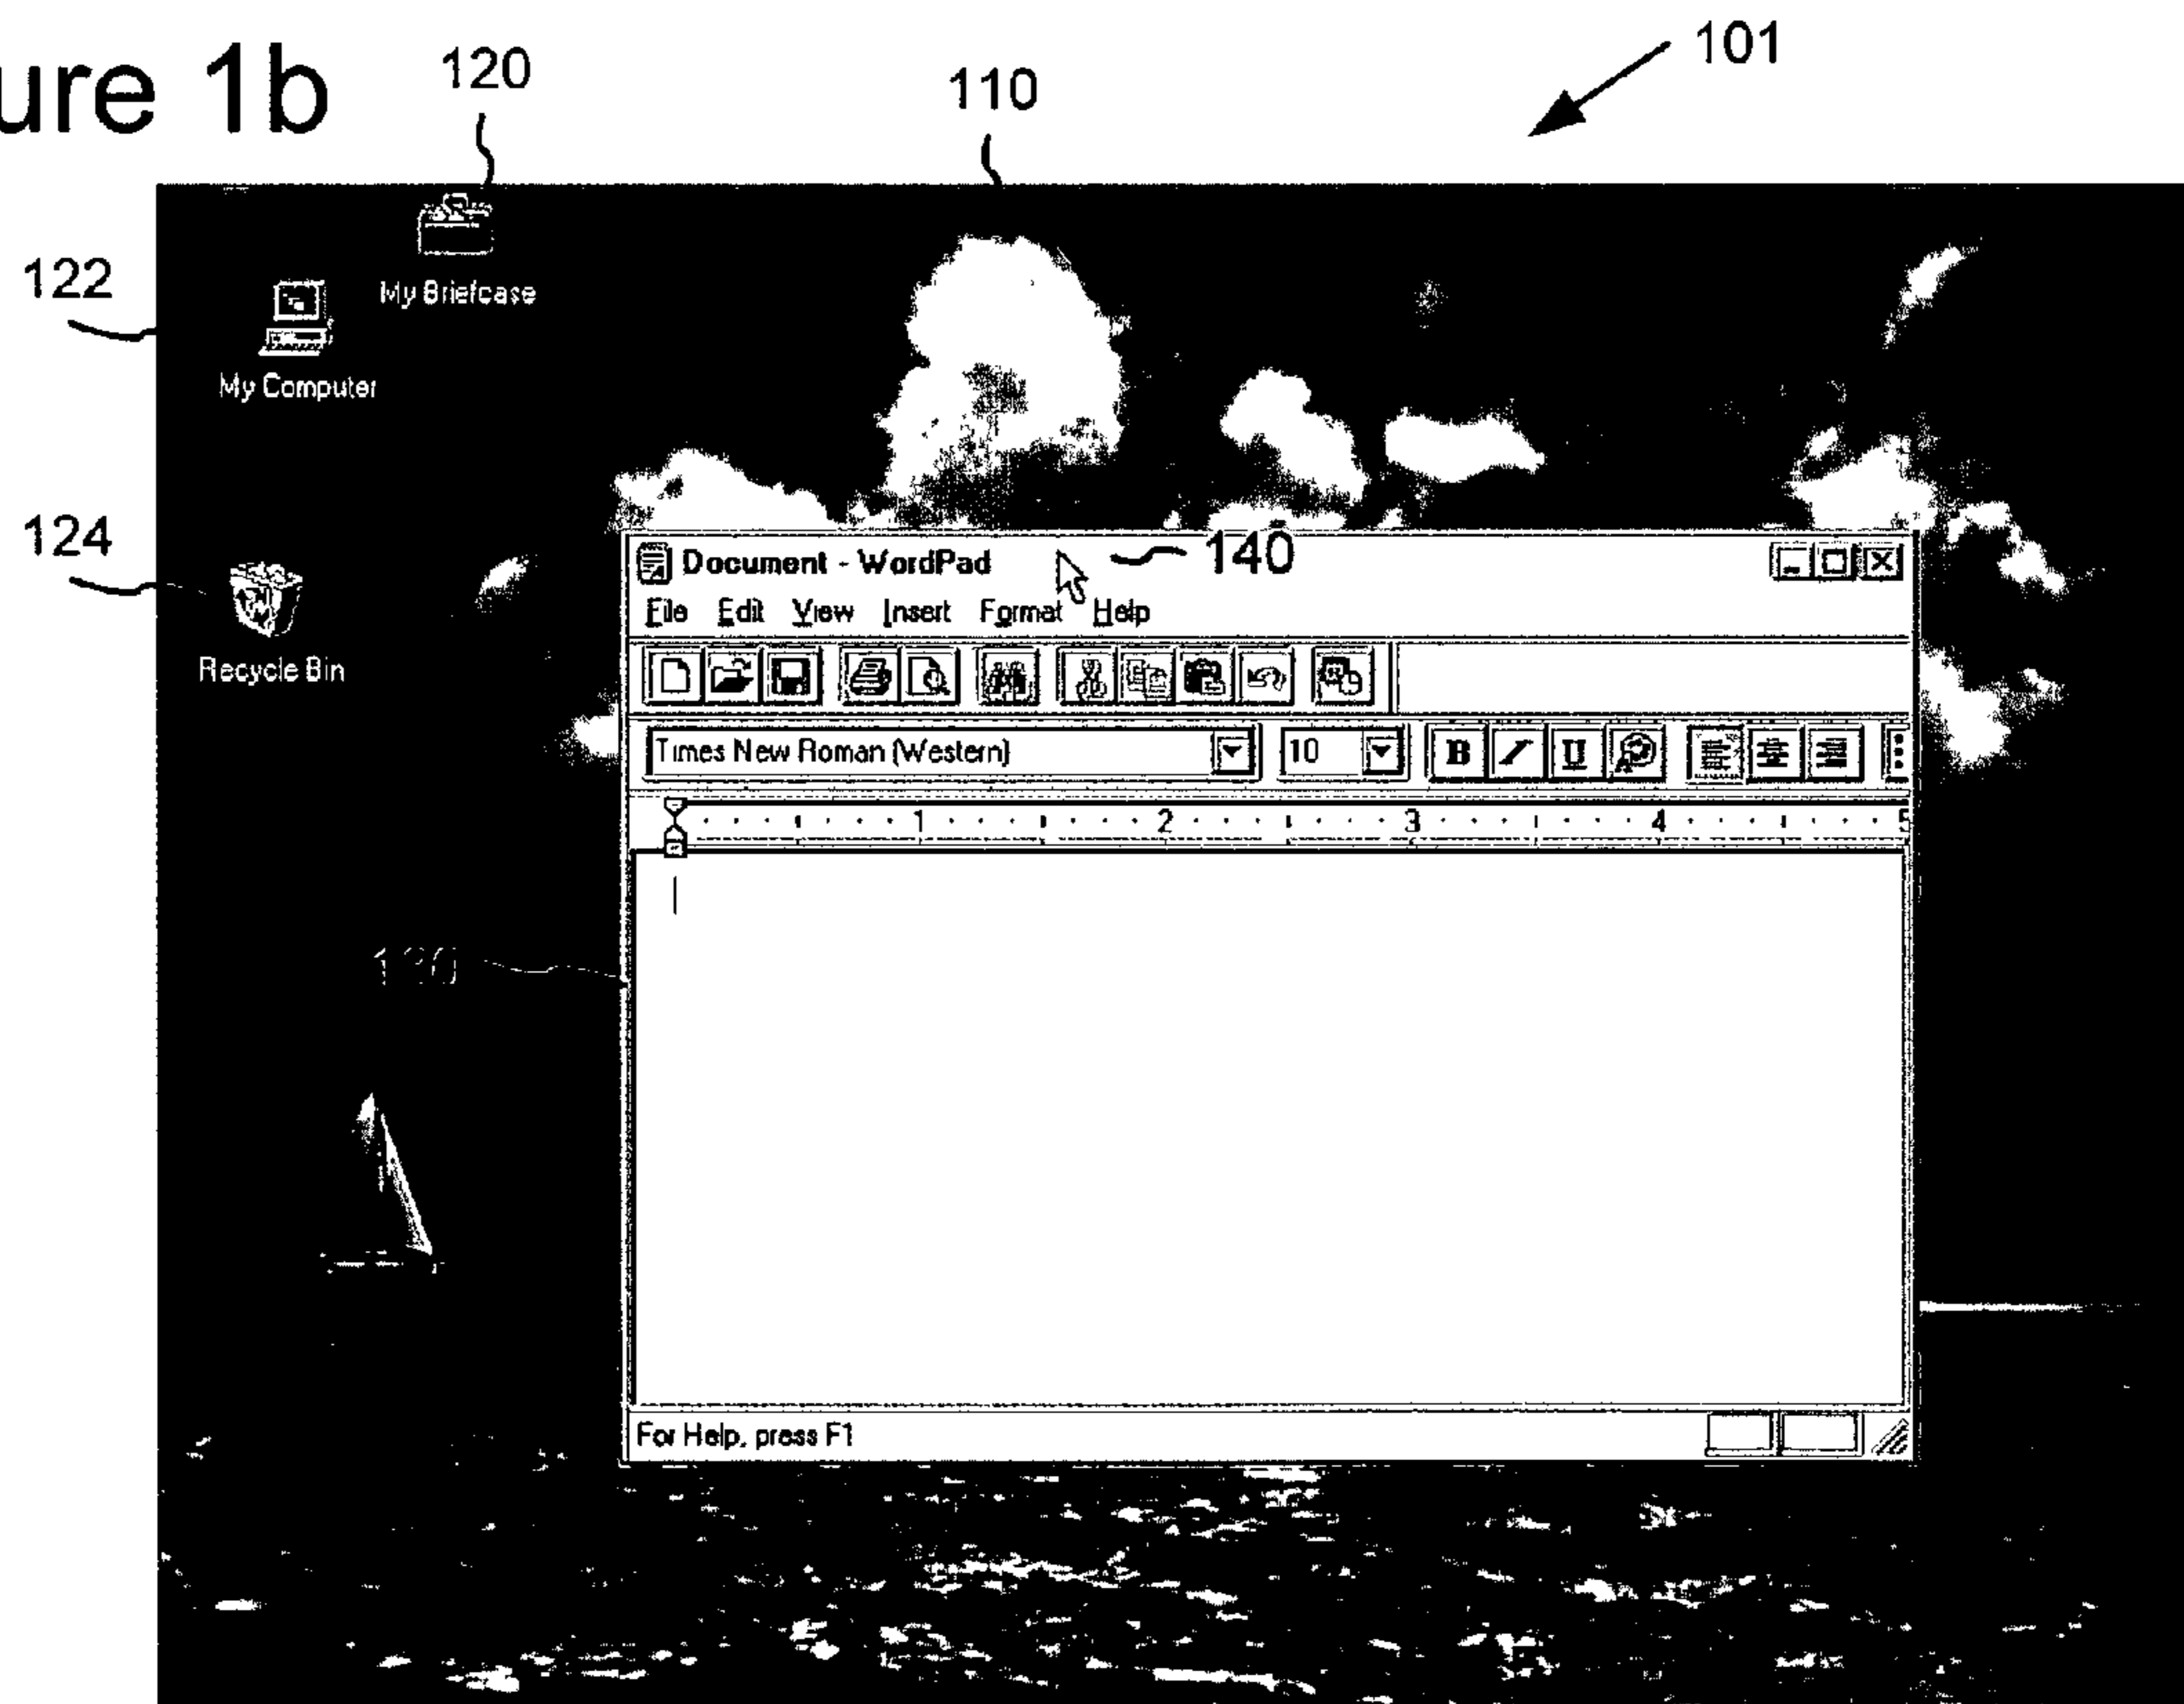 ure 1b
120
110
101
122
My Briefcase
My Computer
124
Recycle Bin
Document - WordPad
140
File Edit View Insert Format Help
Times New Roman (Western)
10
B I U
1 2 3 4 5
130
For Help, press F1